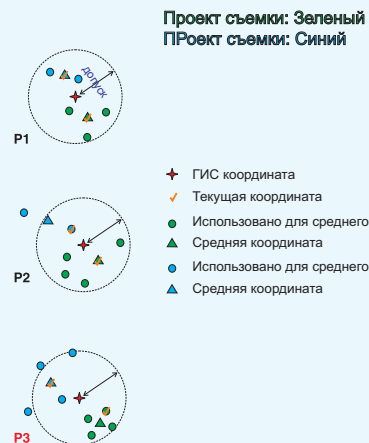 Проект съемки: Зеленый
ПРоект съемки: Синий
допуск
P1
ГИС координата
Текущая координата
Использовано для среднего
Средняя координата
Использовано для среднего
Средняя координата
P2
P3